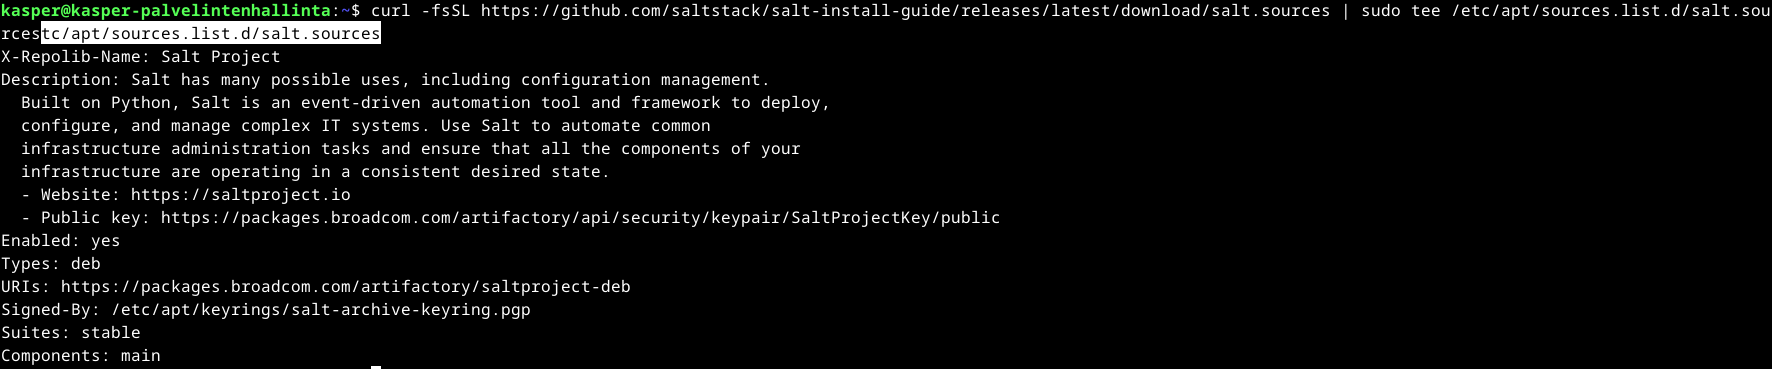 kasper@kasper-palvelintenhallinta:~$ curl -fsSL https://github.com/saltstack/salt-install-guide/releases/latest/download/salt.sources | sudo tee /etc/apt/sources.list.d/salt.sou
rcestc/apt/sources.list.d/salt.sources
X-Repolib-Name: Salt Project
Description: Salt has many possible uses, including configuration management.
  Built on Python, Salt is an event-driven automation tool and framework to deploy,
  configure, and manage complex IT systems. Use Salt to automate common
  infrastructure administration tasks and ensure that all the components of your
  infrastructure are operating in a consistent desired state.
  - Website: https://saltproject.io
  - Public key: https://packages.broadcom.com/artifactory/api/security/keypair/SaltProjectKey/public
Enabled: yes
Types: deb
URIs: https://packages.broadcom.com/artifactory/saltproject-deb
Signed-By: /etc/apt/keyrings/salt-archive-keyring.pgp
Suites: stable
Components: main